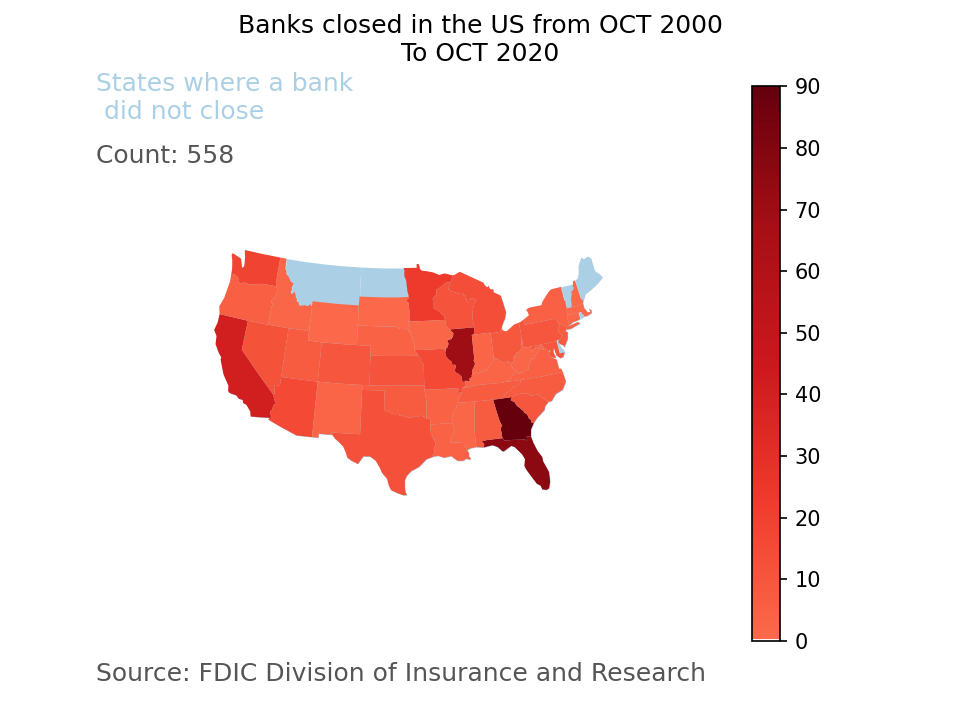 Banks closed in the US from OCT 2000
To OCT 2020
States where a bank
did not close
Count: 558
90
80
70
60
50
40
30
20
10
0
Source: FDIC Division of Insurance and Research